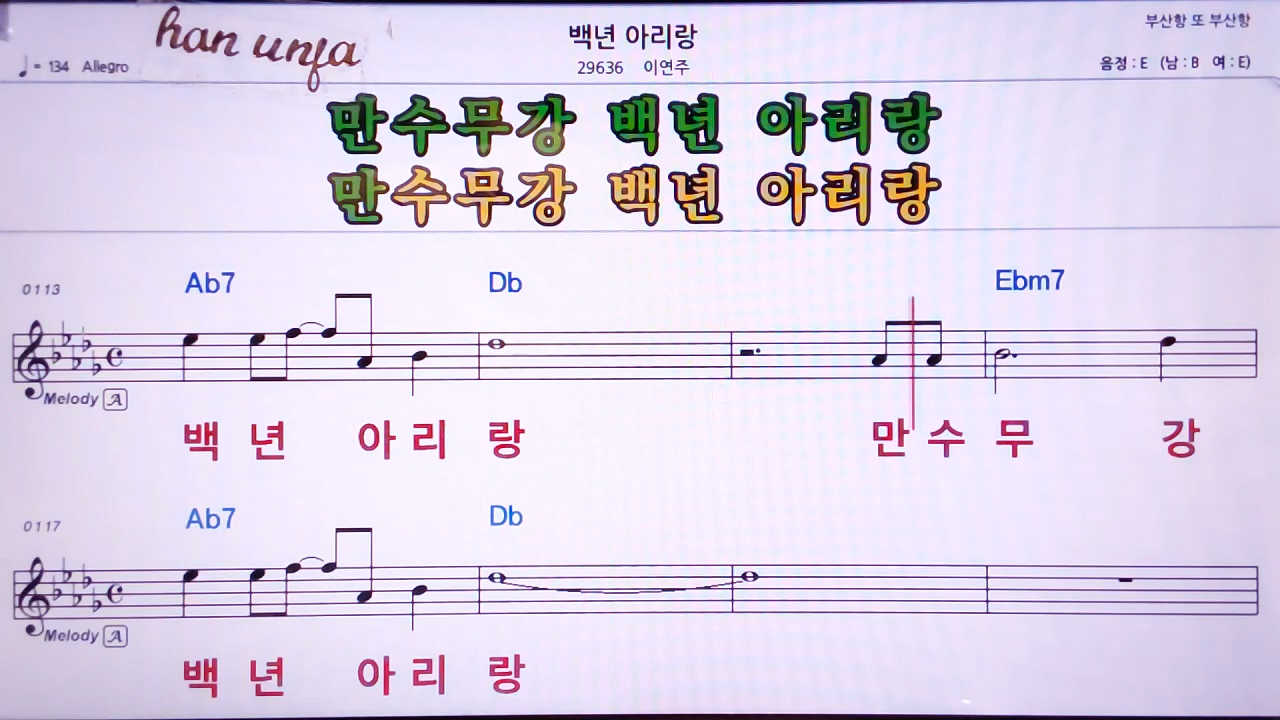 han unja
백년 아리랑
부산항 또 부산항
♩= 134 Allegro
29636 이연주
음정 : E (남 : B 여 : E)
만수무강 백년 아리랑
만수무강 백년 아리랑
0113
Ab7 Db Ebm7
Melody A
백 년 아 리 랑 만 수 무 강
0117
Ab7 Db
Melody A
백 년 아 리 랑